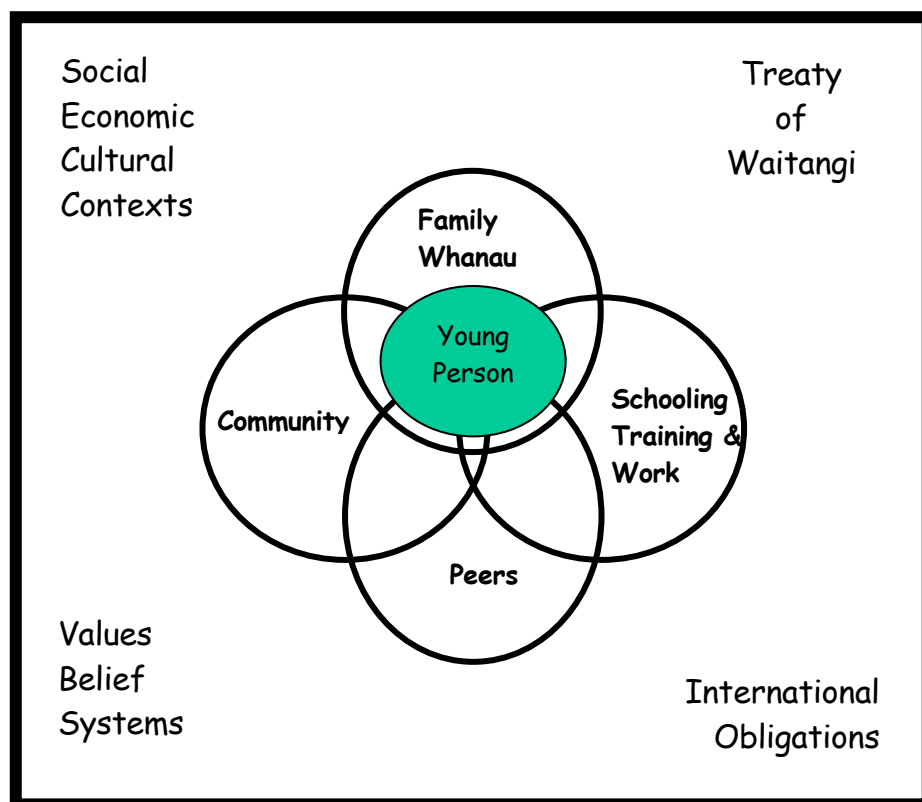 Social
Economic
Cultural
Contexts
Treaty
of
Waitangi
Family
Whanau
Young
Person
Community
Schooling
Training &
Work
Peers
Values
Belief
Systems
International
Obligations